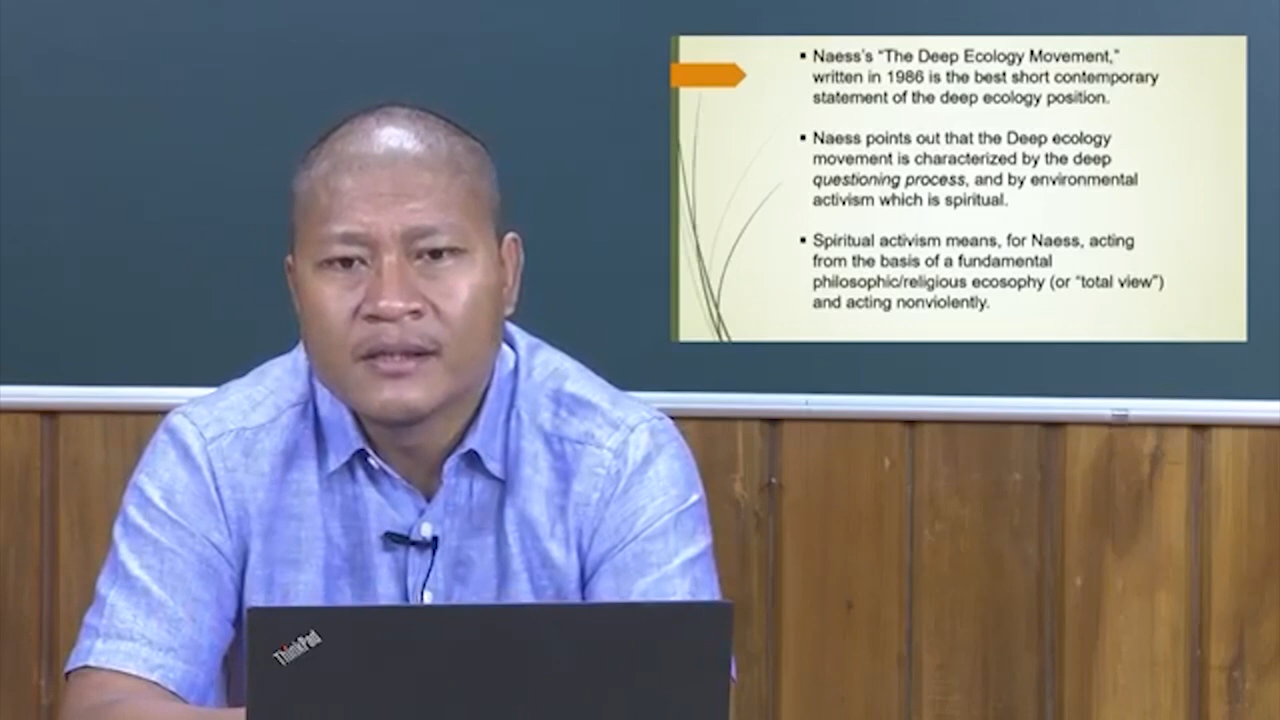 ▪ Naess's “The Deep Ecology Movement,”
written in 1986 is the best short contemporary
statement of the deep ecology position.
▪ Naess points out that the Deep ecology
movement is characterized by the deep
questioning process, and by environmental
activism which is spiritual.
▪ Spiritual activism means, for Naess, acting
from the basis of a fundamental
philosophic/religious ecosophy (or “total view”)
and acting nonviolently.
ThinkPad